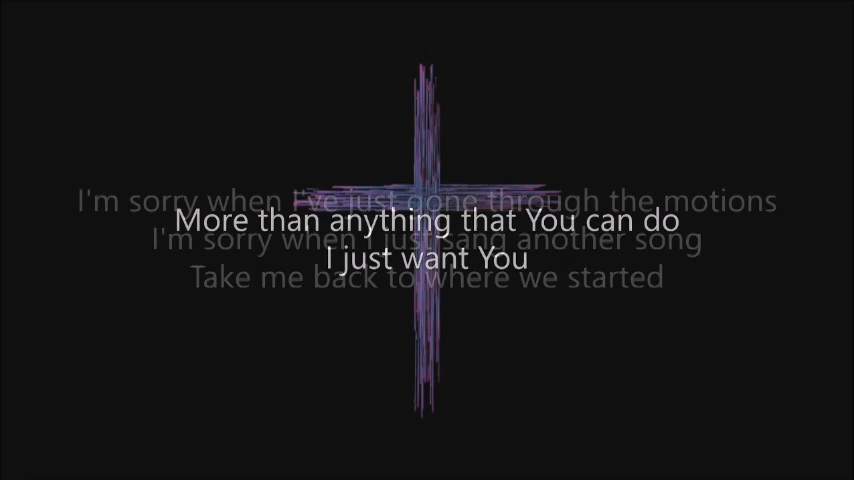 I'm sorry when I've just gone through the motions
More than anything that You can do
I'm sorry when I just sang another song
I just want You
Take me back to where we started